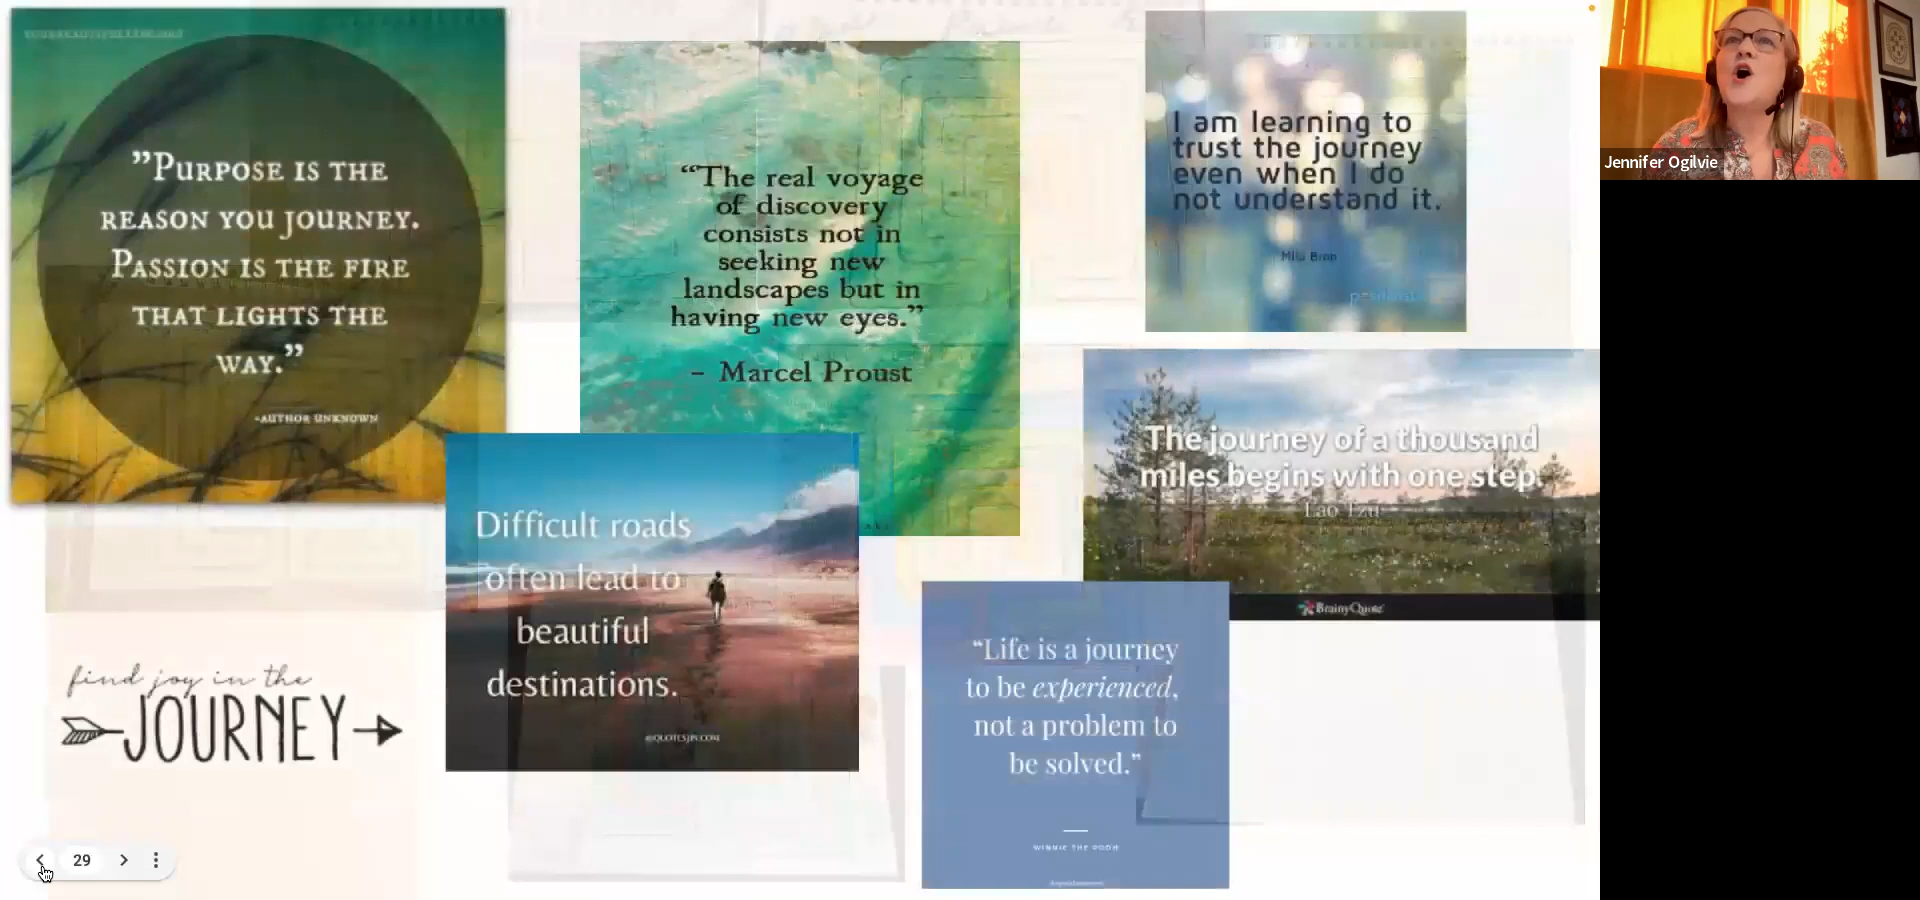 "Purpose is the
reason you journey.
Passion is the fire
that lights the
way."
-Author Unknown
"The real voyage
of discovery
consists not in
seeking new
landscapes but in
having new eyes."
- Marcel Proust
I am learning to
trust the journey
even when I do
not understand it.
Mila Bron
Jennifer Ogilvie
The journey of a thousand
miles begins with one step.
Lao Tzu
BrainyQuote
Difficult roads
often lead to
beautiful
destinations.
"Life is a journey
to be experienced,
not a problem to
be solved."
WINNIE THE POOH
find joy in the
JOURNEY
29